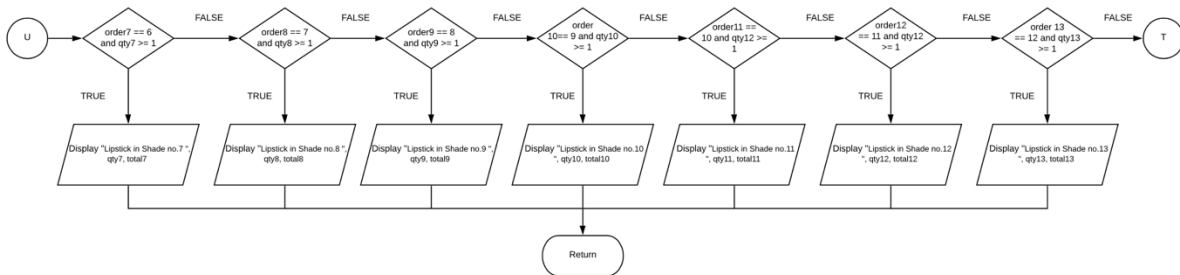 U
order7 == 6
and qty7 >= 1
FALSE
TRUE
Display "Lipstick in Shade no.7 ",
qty7, total7
order8 == 7
and qty8 >= 1
FALSE
TRUE
Display "Lipstick in Shade no.8 ",
qty8, total8
order9 == 8
and qty9 >= 1
FALSE
TRUE
Display "Lipstick in Shade no.9 ",
qty9, total9
order
10== 9 and qty10
>= 1
FALSE
TRUE
Display "Lipstick in Shade no.10
", qty10, total10
order11 ==
10 and qty12 >=
1
FALSE
TRUE
Display "Lipstick in Shade no.11
", qty11, total11
order12
== 11 and qty12
>= 1
FALSE
TRUE
Display "Lipstick in Shade no.12
", qty12, total12
order 13
== 12 and qty13
>= 1
FALSE
TRUE
Display "Lipstick in Shade no.13
", qty13, total13
T
Return